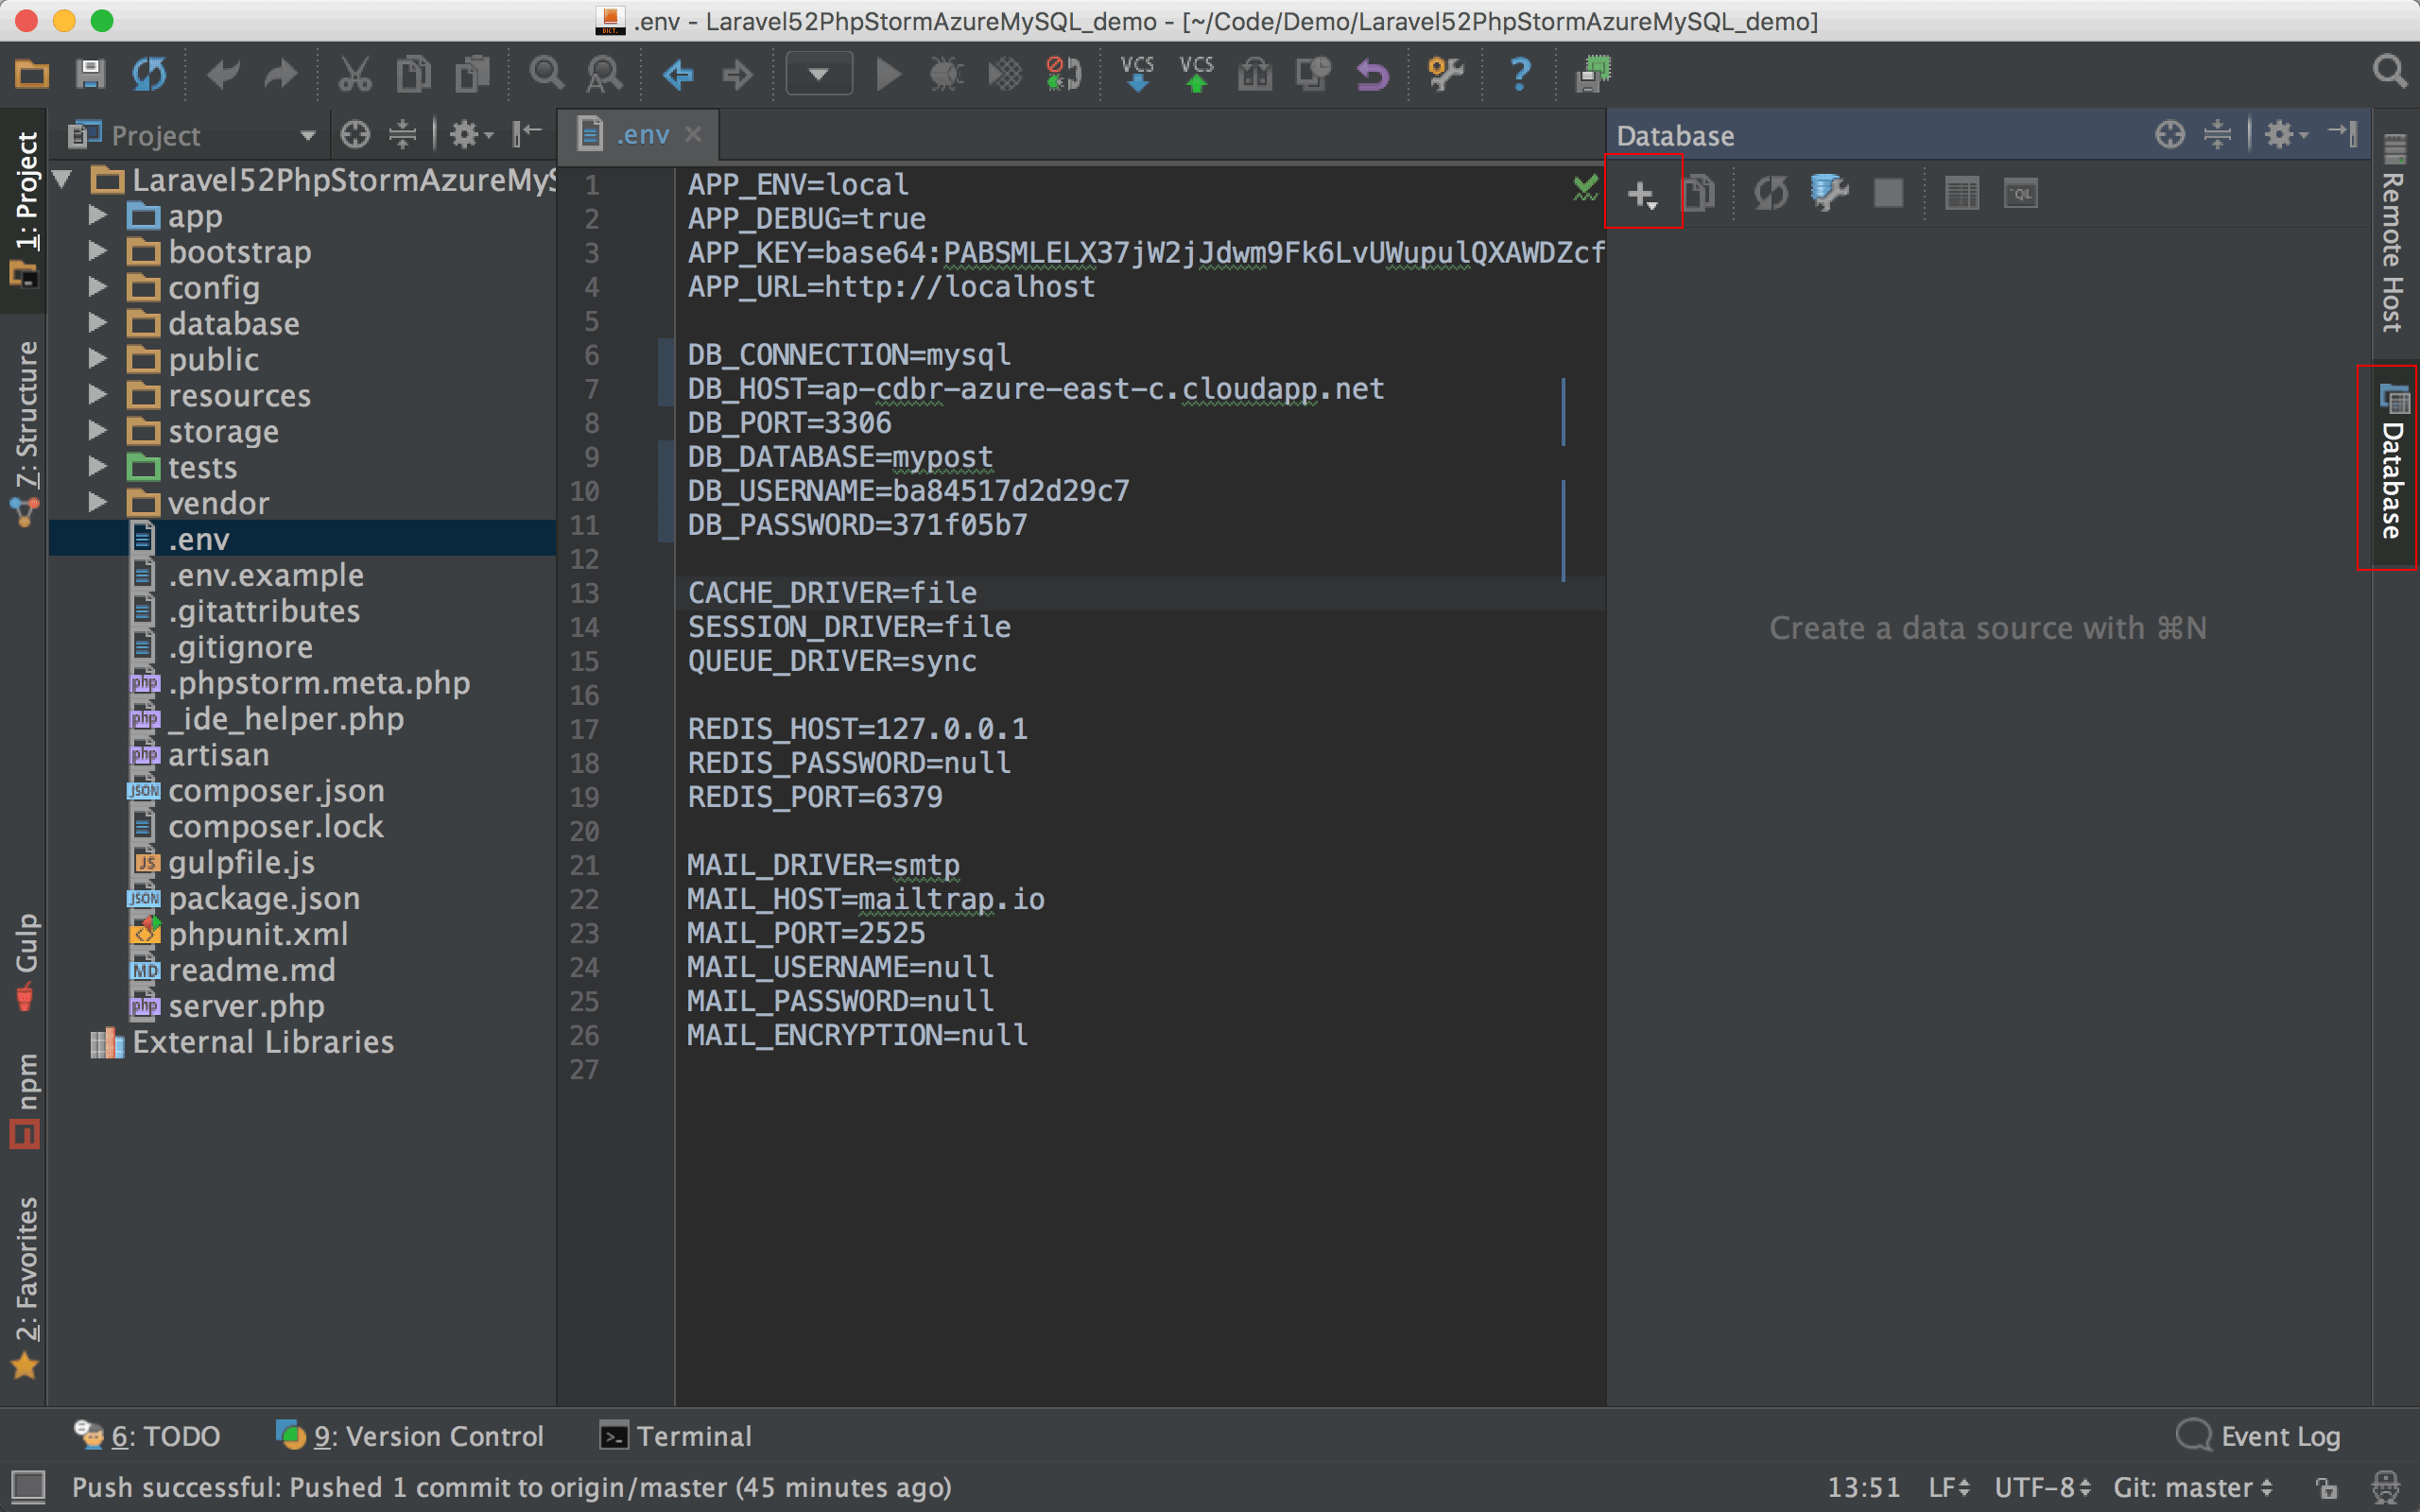 .env - Laravel52PhpStormAzureMySQL_demo - [~/Code/Demo/Laravel52PhpStormAzureMySQL_demo]
VCS
VCS
1: Project
7: Structure
Gulp
npm
2: Favorites
Project
Laravel52PhpStormAzureMyS
app
bootstrap
config
database
public
resources
storage
tests
vendor
.env
.env.example
.gitattributes
.gitignore
.phpstorm.meta.php
_ide_helper.php
artisan
composer.json
composer.lock
gulpfile.js
package.json
phpunit.xml
readme.md
server.php
External Libraries
.env
1 APP_ENV=local
2 APP_DEBUG=true
3 APP_KEY=base64:PABSMLELX37jW2jJdwm9Fk6LvUWupulQXAWDZcf
4 APP_URL=http://localhost
5
6 DB_CONNECTION=mysql
7 DB_HOST=ap-cdbr-azure-east-c.cloudapp.net
8 DB_PORT=3306
9 DB_DATABASE=mypost
10 DB_USERNAME=ba84517d2d29c7
11 DB_PASSWORD=371f05b7
12
13 CACHE_DRIVER=file
14 SESSION_DRIVER=file
15 QUEUE_DRIVER=sync
16
17 REDIS_HOST=127.0.0.1
18 REDIS_PASSWORD=null
19 REDIS_PORT=6379
20
21 MAIL_DRIVER=smtp
22 MAIL_HOST=mailtrap.io
23 MAIL_PORT=2525
24 MAIL_USERNAME=null
25 MAIL_PASSWORD=null
26 MAIL_ENCRYPTION=null
27
Database
Create a data source with ⌘N
Remote Host
Database
6: TODO
9: Version Control
Terminal
Event Log
Push successful: Pushed 1 commit to origin/master (45 minutes ago)
13:51
LF
UTF-8
Git: master